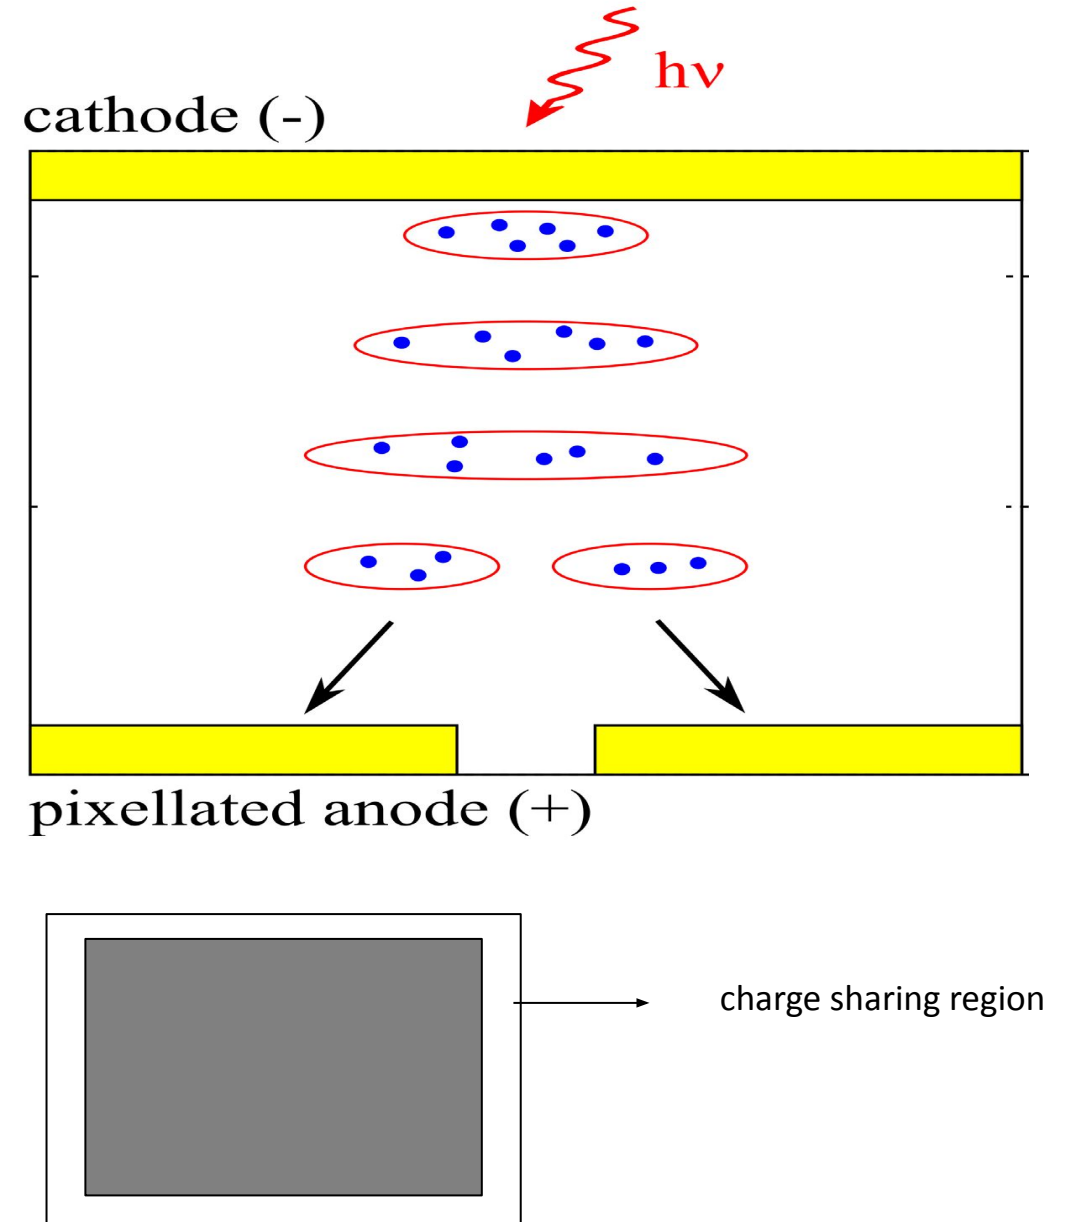 hν
cathode (-)
pixellated anode (+)
charge sharing region